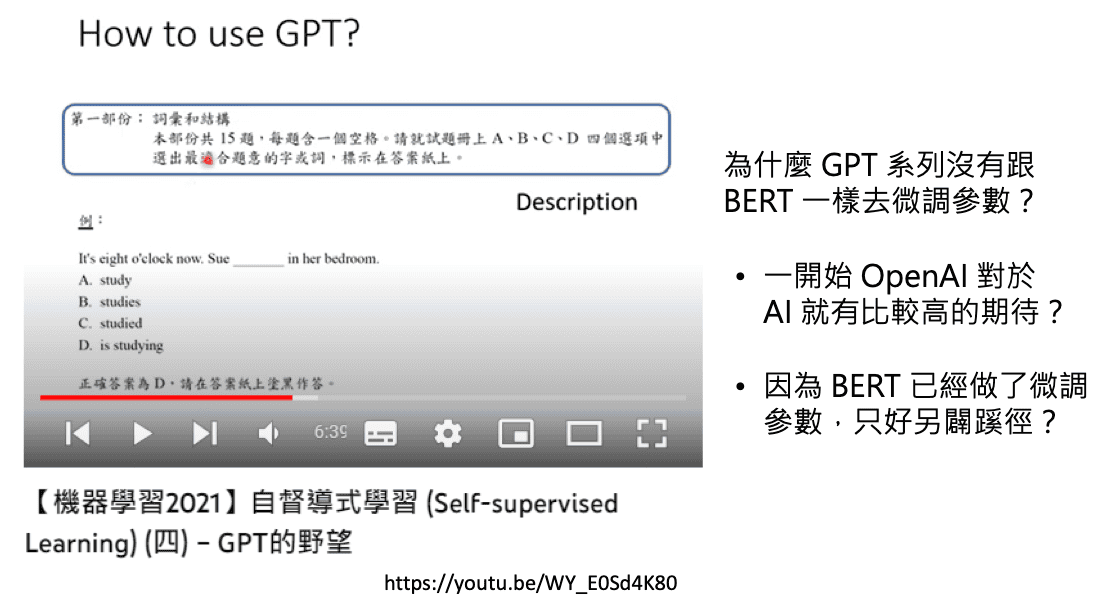 How to use GPT?
第一部份：詞彙和結構
本部份共 15 題，每題含一個空格。請就試題冊上 A、B、C、D 四個選項中
選出最適合題意的字或詞，標示在答案紙上。
Description
例：
It's eight o'clock now. Sue _______ in her bedroom.
A. study
B. studies
C. studied
D. is studying
正確答案為 D，請在答案紙上塗黑作答。
6:39
【機器學習2021】自督導式學習 (Self-supervised
Learning) (四) – GPT的野望
https://youtu.be/WY_E0Sd4K80
為什麼 GPT 系列沒有跟
BERT 一樣去微調參數？
• 一開始 OpenAI 對於
AI 就有比較高的期待？
• 因為 BERT 已經做了微調
參數，只好另闢蹊徑？